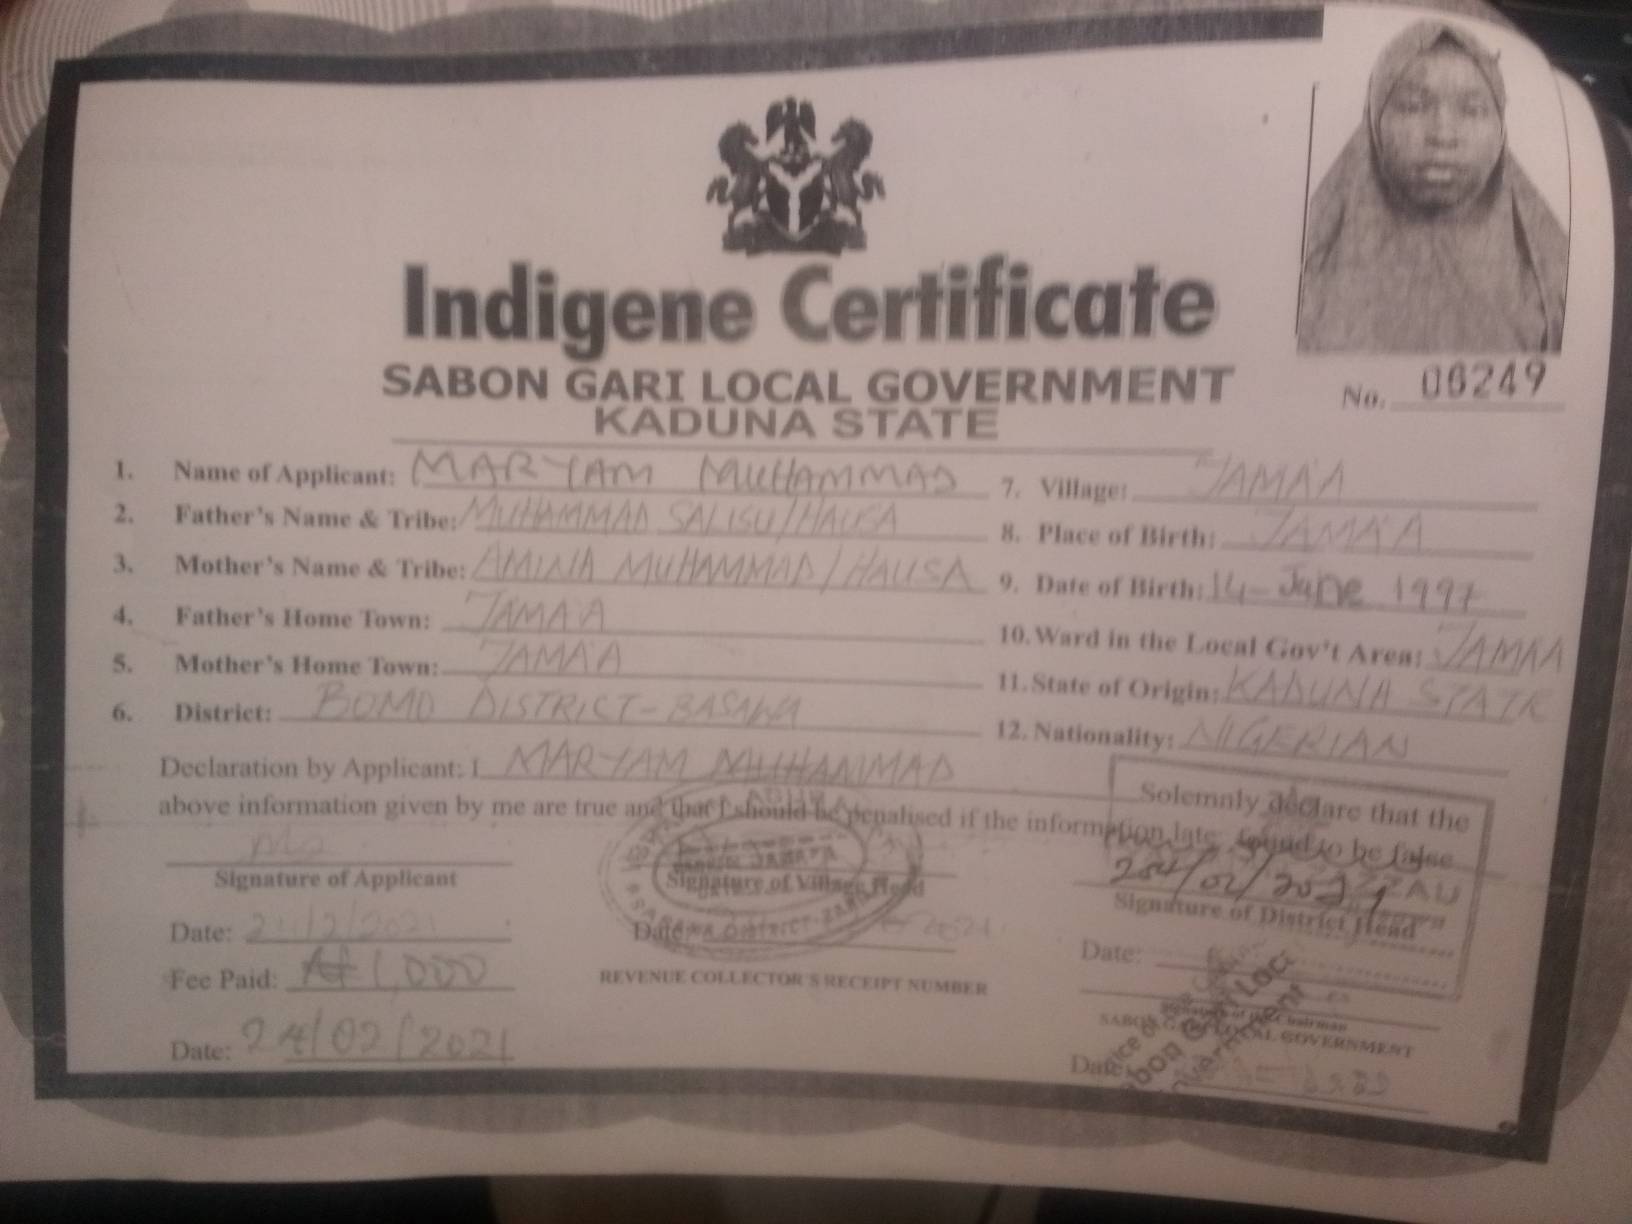 Indigene Certificate
SABON GARI LOCAL GOVERNMENT
KADUNA STATE
No. 06249
1. Name of Applicant: MARYAM MUHAMMAD
2. Father's Name & Tribe: MUHAMMAD SALISU/HAUSA
3. Mother's Name & Tribe: AMINA MUHAMMAD/HAUSA
4. Father's Home Town: JAMA'A
5. Mother's Home Town: JAMA'A
6. District: BOMO DISTRICT-BASAWA
7. Village: JAMA'A
8. Place of Birth: JAMA'A
9. Date of Birth: 14-June 1997
10. Ward in the Local Gov't Area: JAMAA
11. State of Origin: KADUNA STATE
12. Nationality: NIGERIAN
Declaration by Applicant: I MARYAM MUHAMMAD Solemnly declare that the
above information given by me are true and that I should be penalised if the information late found to be false
Signature of Applicant
Signature of Village Head
Signature of District Head
Date:
Date:
2021
Date:
Fee Paid: ₦1,000
REVENUE COLLECTOR'S RECEIPT NUMBER
Chairman
SABON GARI LOCAL GOVERNMENT
Date: 24/02/2021
Date:
ZAZZAU